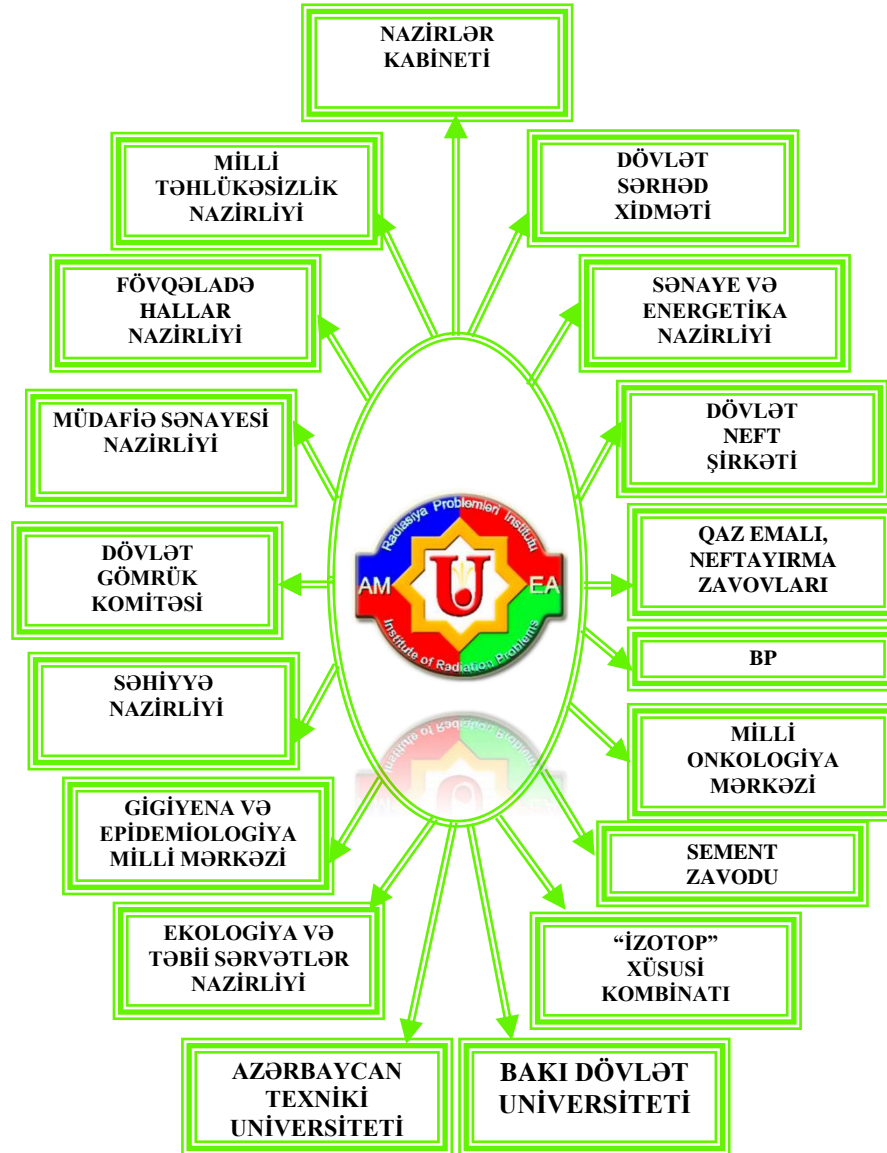 NAZİRLƏR
KABİNETİ
MİLLİ
TƏHLÜKƏSİZLİK
NAZİRLİYİ
DÖVLƏT
SƏRHƏD
XİDMƏTİ
FÖVQƏLADƏ
HALLAR
NAZİRLİYİ
SƏNAYE VƏ
ENERGETİKA
NAZİRLİYİ
MÜDAFİƏ SƏNAYESİ
NAZİRLİYİ
DÖVLƏT
NEFT
ŞİRKƏTİ
DÖVLƏT
GÖMRÜK
KOMİTƏSİ
Radiasiya Problemləri Institutu
AM
EA
Institute of Radiation Problems
QAZ EMALI,
NEFTAYIRMA
ZAVOVLARI
BP
SƏHİYYƏ
NAZİRLİYİ
MİLLİ
ONKOLOGİYA
MƏRKƏZİ
GİGİYENA VƏ
EPİDEMİOLOGİYA
MİLLİ MƏRKƏZİ
SEMENT
ZAVODU
EKOLOGİYA VƏ
TƏBİİ SƏRVƏTLƏR
NAZİRLİYİ
“İZOTOP”
XÜSUSİ
KOMBİNATI
AZƏRBAYCAN
TEXNİKİ
UNİVERSİTETİ
BAKI DÖVLƏT
UNİVERSİTETİ